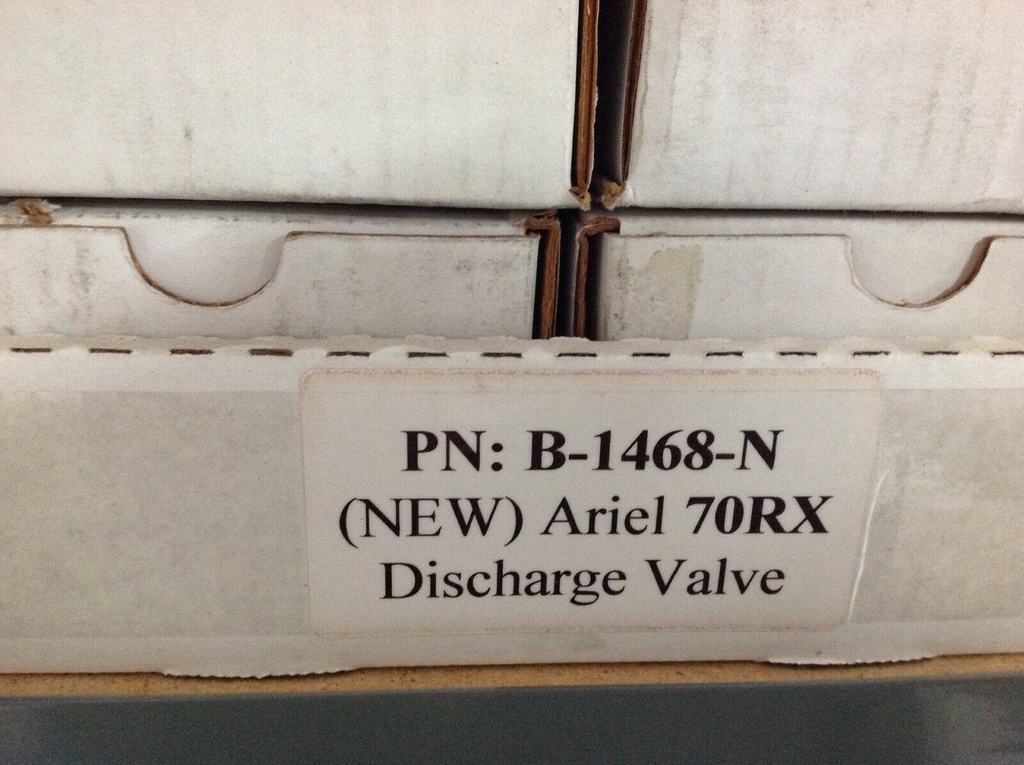 PN: B-1468-N
(NEW) Ariel 70RX
Discharge Valve